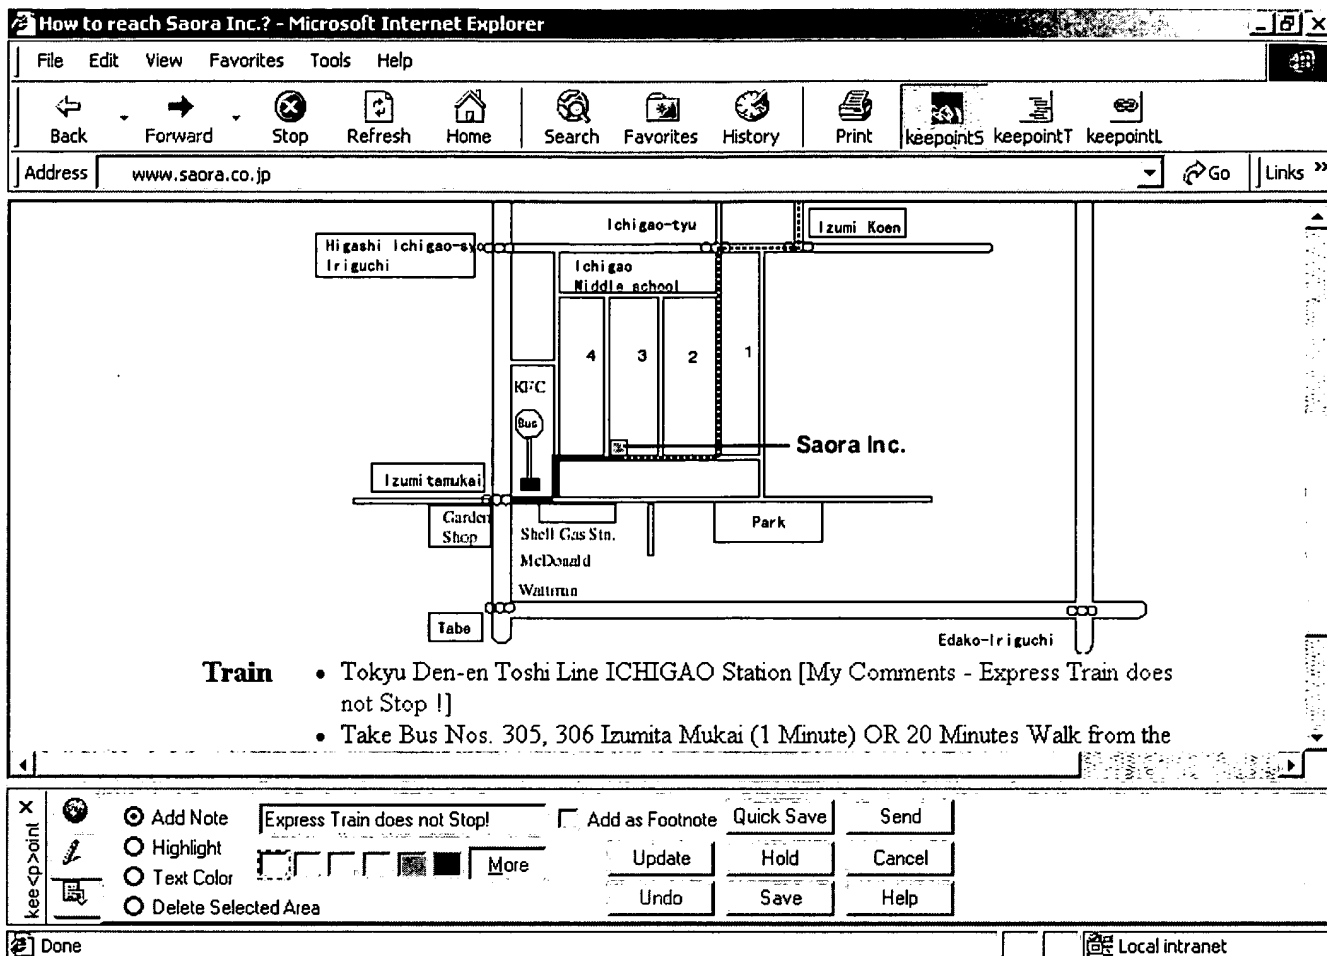 How to reach Saora Inc.? - Microsoft Internet Explorer
File Edit View Favorites Tools Help
Back Forward Stop Refresh Home Search Favorites History Print keepointS keepointT keepointL
Address www.saora.co.jp Go Links »
Ichigao-tyu
Izumi Koen
Higashi Ichigao-syo
Iriguchi
Ichigao
Middle school
4 3 2 1
KFC
Bus
Saora Inc.
Izumi tamukai
Garden
Shop
Shell Gas Stn.
Park
McDonald
Tabe
Edako-Iriguchi
Train • Tokyu Den-en Toshi Line ICHIGAO Station [My Comments - Express Train does
not Stop !]
• Take Bus Nos. 305, 306 Izumita Mukai (1 Minute) OR 20 Minutes Walk from the
kee<p>oint
Add Note Express Train does not Stop! Add as Footnote Quick Save Send
Highlight
Text Color More Update Hold Cancel
Delete Selected Area Undo Save Help
Done Local intranet